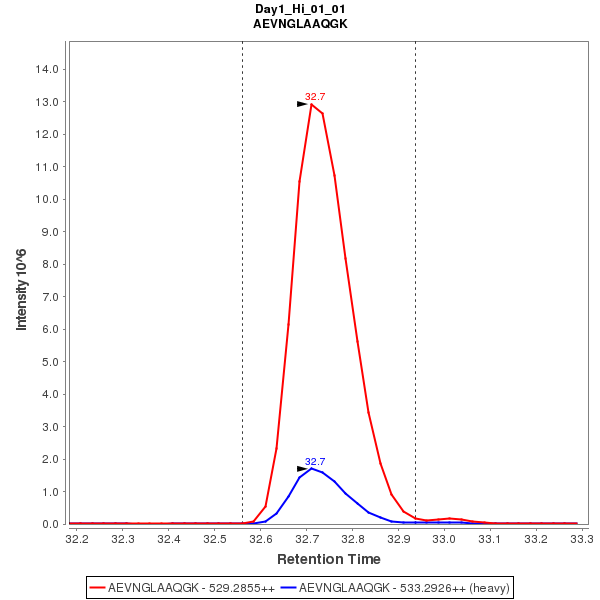 Day1_Hi_01_01
AEVNGLAAQGK
14.0
13.0
12.0
11.0
10.0
9.0
8.0
7.0
6.0
5.0
4.0
3.0
2.0
1.0
0.0
Intensity 10^6
32.7
32.7
32.2 32.3 32.4 32.5 32.6 32.7 32.8 32.9 33.0 33.1 33.2 33.3
Retention Time
AEVNGLAAQGK - 529.2855++ AEVNGLAAQGK - 533.2926++ (heavy)